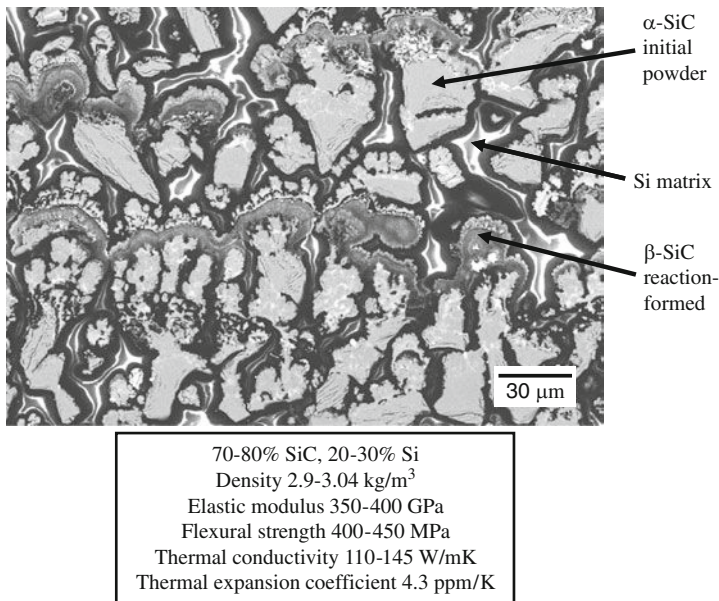 α-SiC
initial
powder
Si matrix
β-SiC
reaction-
formed
30 μm
70-80% SiC, 20-30% Si
Density 2.9-3.04 kg/m³
Elastic modulus 350-400 GPa
Flexural strength 400-450 MPa
Thermal conductivity 110-145 W/mK
Thermal expansion coefficient 4.3 ppm/K